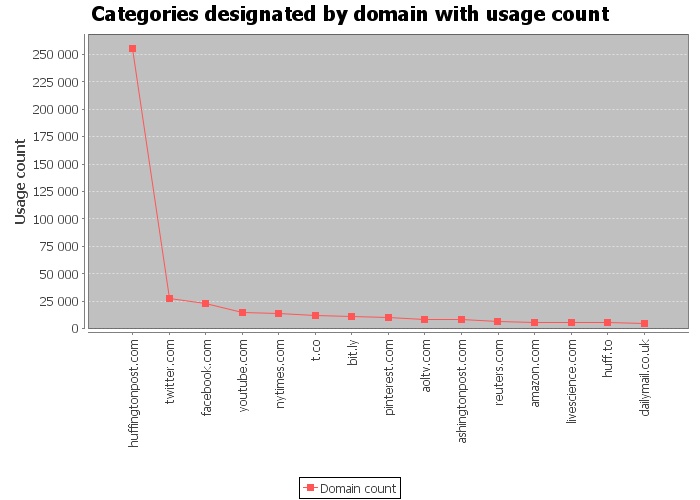 Categories designated by domain with usage count
Usage count
250 000
225 000
200 000
175 000
150 000
125 000
100 000
75 000
50 000
25 000
0
huffingtonpost.com
twitter.com
facebook.com
youtube.com
nytimes.com
t.co
bit.ly
pinterest.com
aoltv.com
ashingtonpost.com
reuters.com
amazon.com
livescience.com
huff.to
dailymail.co.uk
Domain count